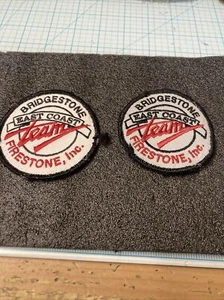 BRIDGESTONE
EAST COAST
Team
FIRESTONE, Inc.
BRIDGESTONE
EAST COAST
Team
FIRESTONE, Inc.